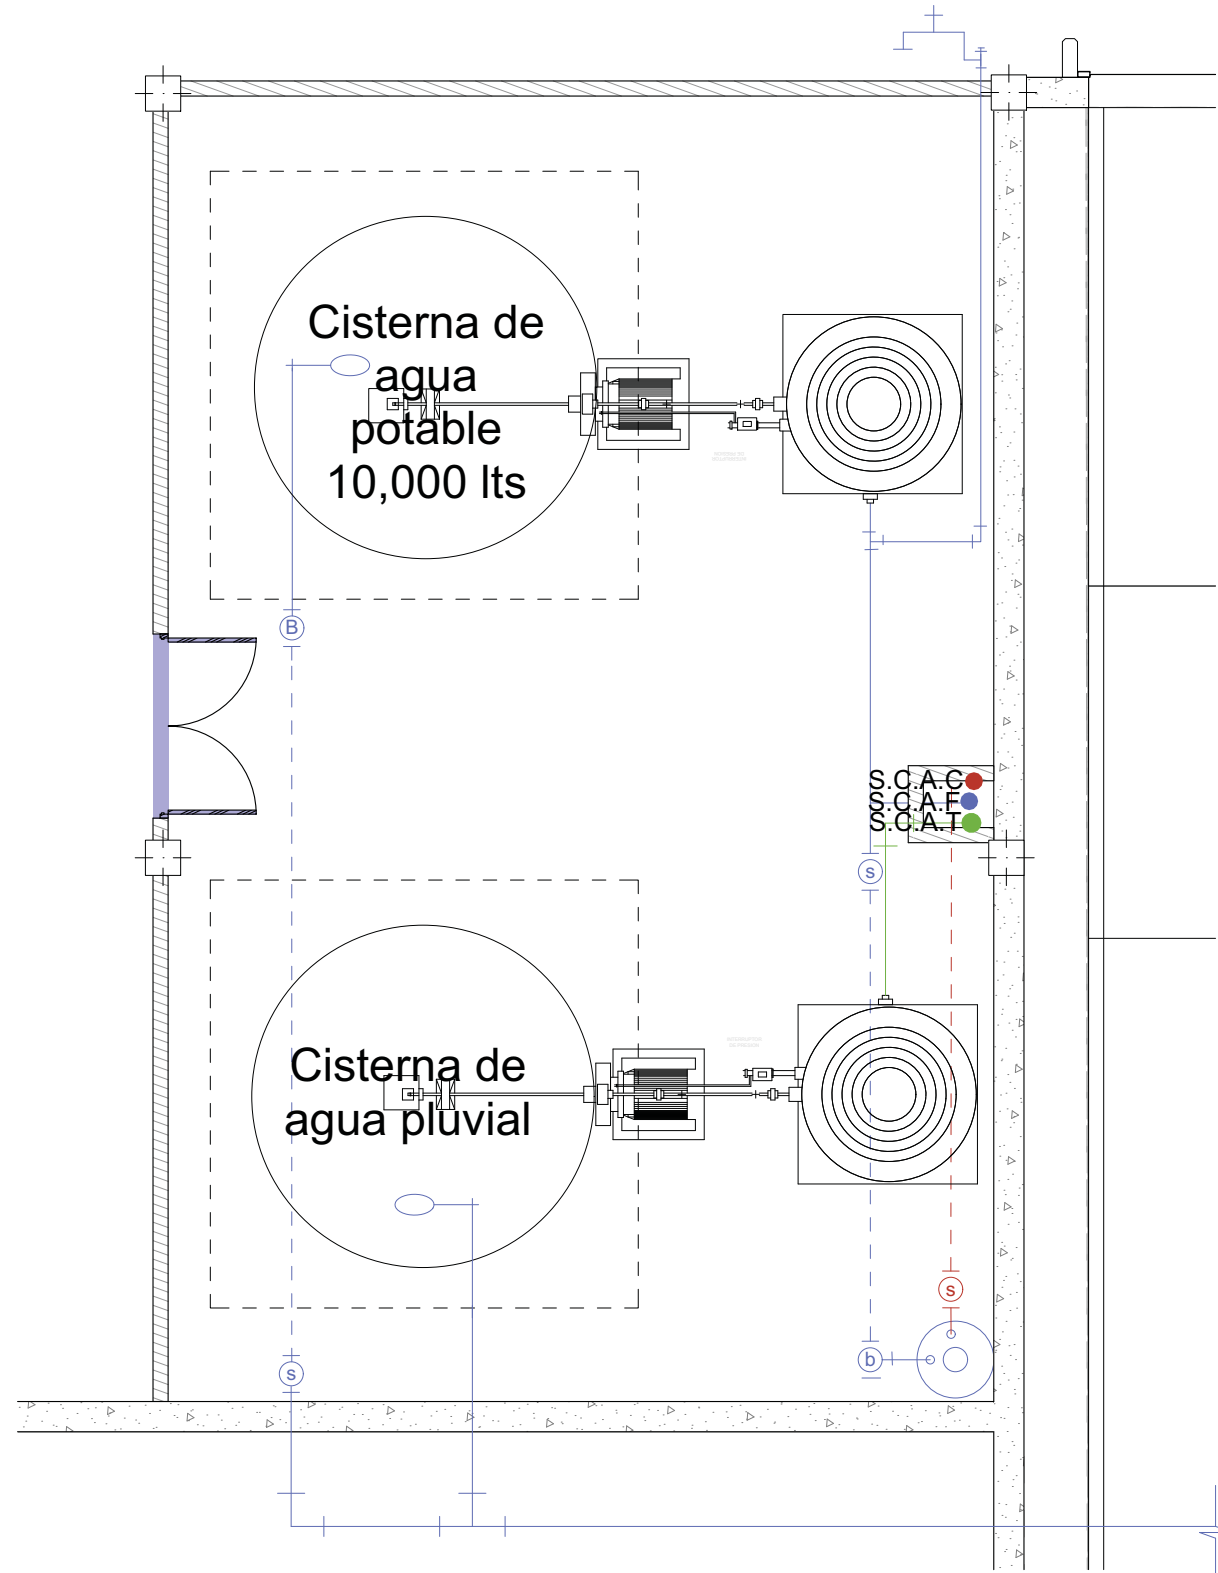 Cisterna de
agua
potable
10,000 lts
B
S.C.A.C
S.C.A.F
S.C.A.T
s
Cisterna de
agua pluvial
s
b
s